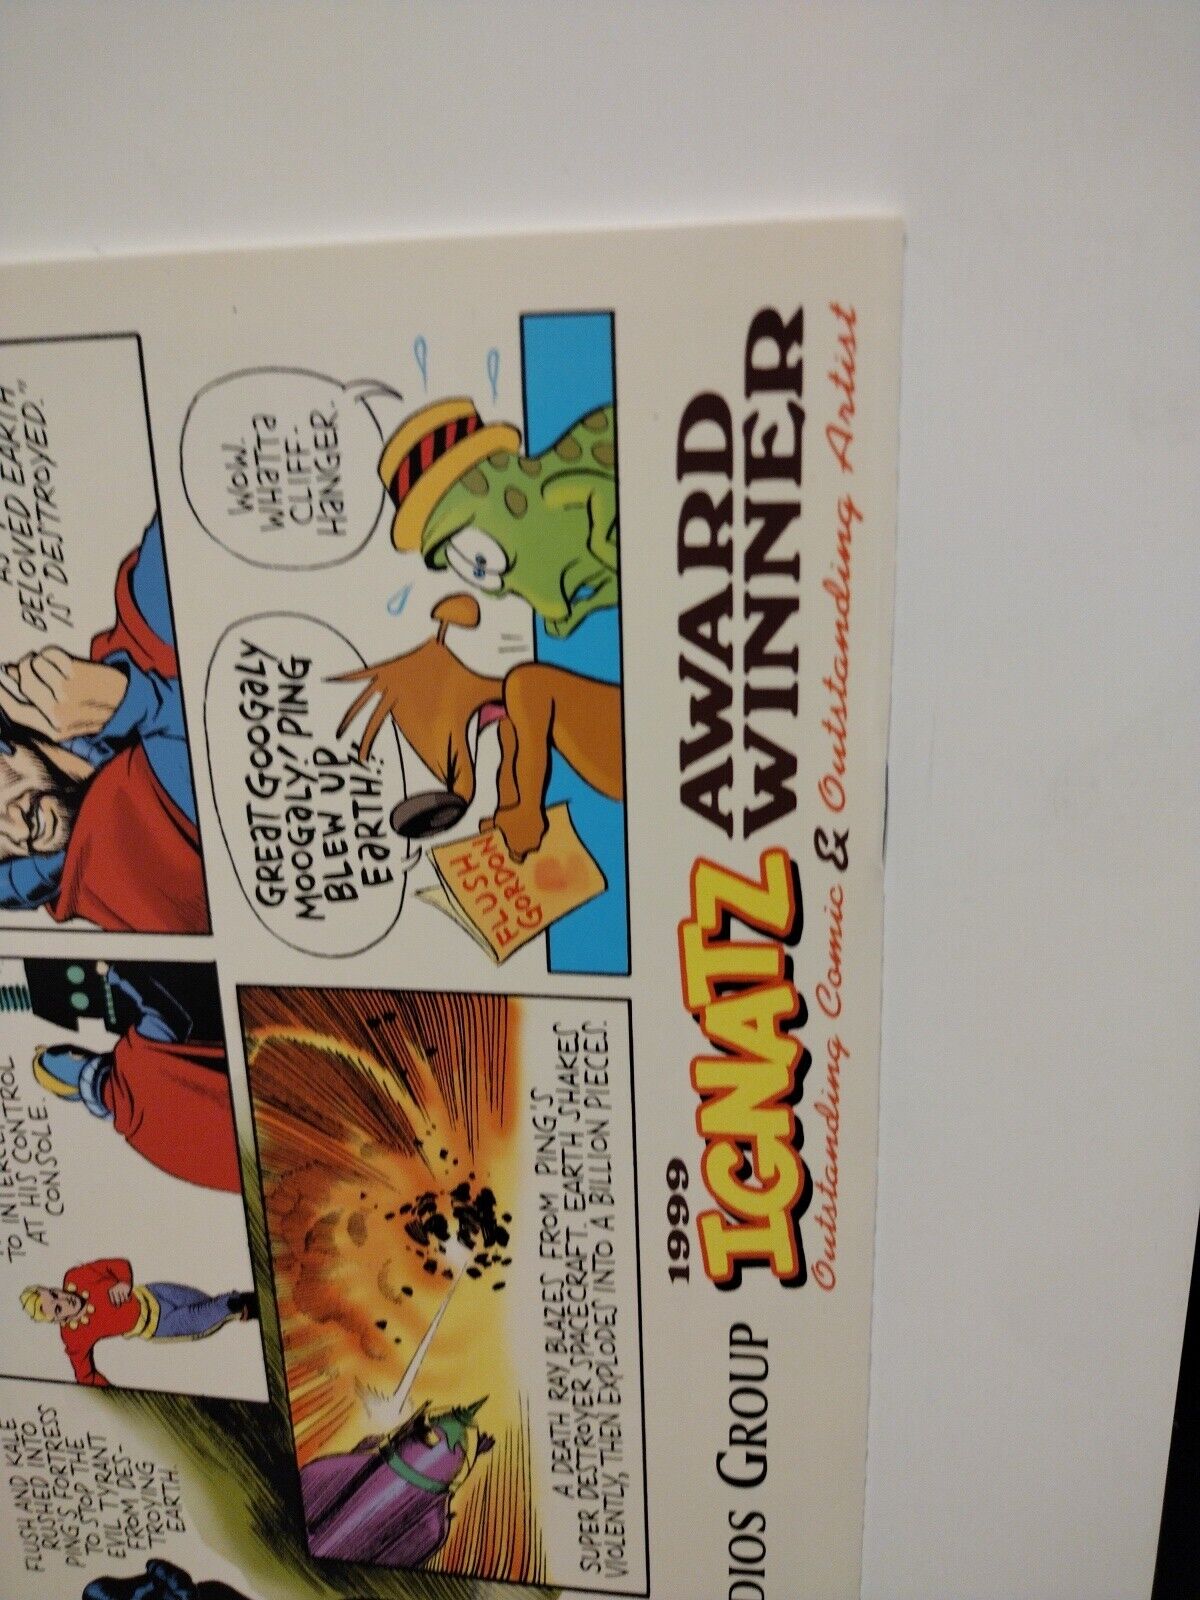 FLUSH AND KALE
RUSHED INTO
PING'S FORTRESS
TO STOP THE
EVIL TYRANT
FROM DES-
TROYING
EARTH.
TO
AT HIS CONTROL
CONSOLE.
AS
BELOVED EARTH
IS DESTROYED."
A DEATH RAY BLAZES FROM PING'S
SUPER DESTROYER SPACECRAFT. EARTH SHAKES
VIOLENTLY, THEN EXPLODES INTO A BILLION PIECES.
GREAT GOOGALY
MOOGALY! PING
BLEW UP
EARTH!!
WOW.
WHATTA
CLIFF-
HANGER.
FLUSH
GORDON
DIOS GROUP
1999
IGNATZ AWARD
WINNER
Outstanding Comic & Outstanding Artist